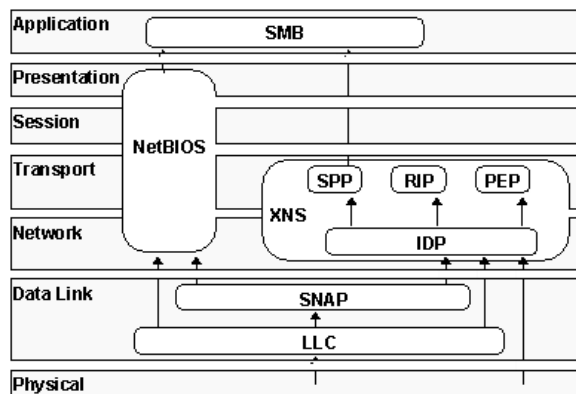 Application
SMB
Presentation
Session
NetBIOS
Transport
SPP RIP PEP
XNS
Network
IDP
Data Link
SNAP
LLC
Physical